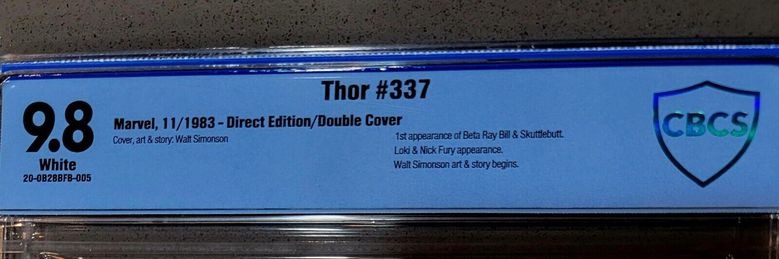 Thor #337
9.8
White
20-0B28BFB-005
Marvel, 11/1983 - Direct Edition/Double Cover
Cover, art & story: Walt Simonson
1st appearance of Beta Ray Bill & Skuttlebutt.
Loki & Nick Fury appearance.
Walt Simonson art & story begins.
CBCS